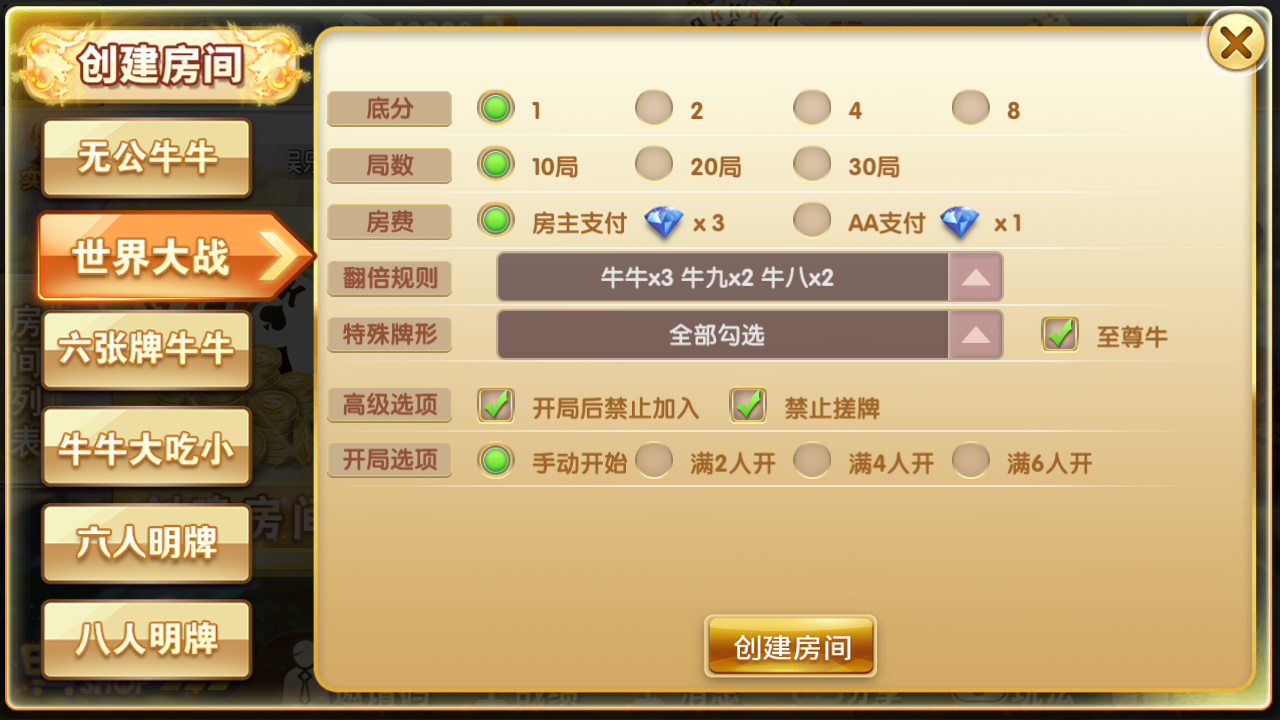 创建房间
无公牛牛
世界大战
六张牌牛牛
牛牛大吃小
六人明牌
八人明牌
底分 1 2 4 8
局数 10局 20局 30局
房费 房主支付 x 3 AA支付 x 1
翻倍规则 牛牛x3 牛九x2 牛八x2
特殊牌形 全部勾选 至尊牛
高级选项 开局后禁止加入 禁止搓牌
开局选项 手动开始 满2人开 满4人开 满6人开
创建房间
房间列表